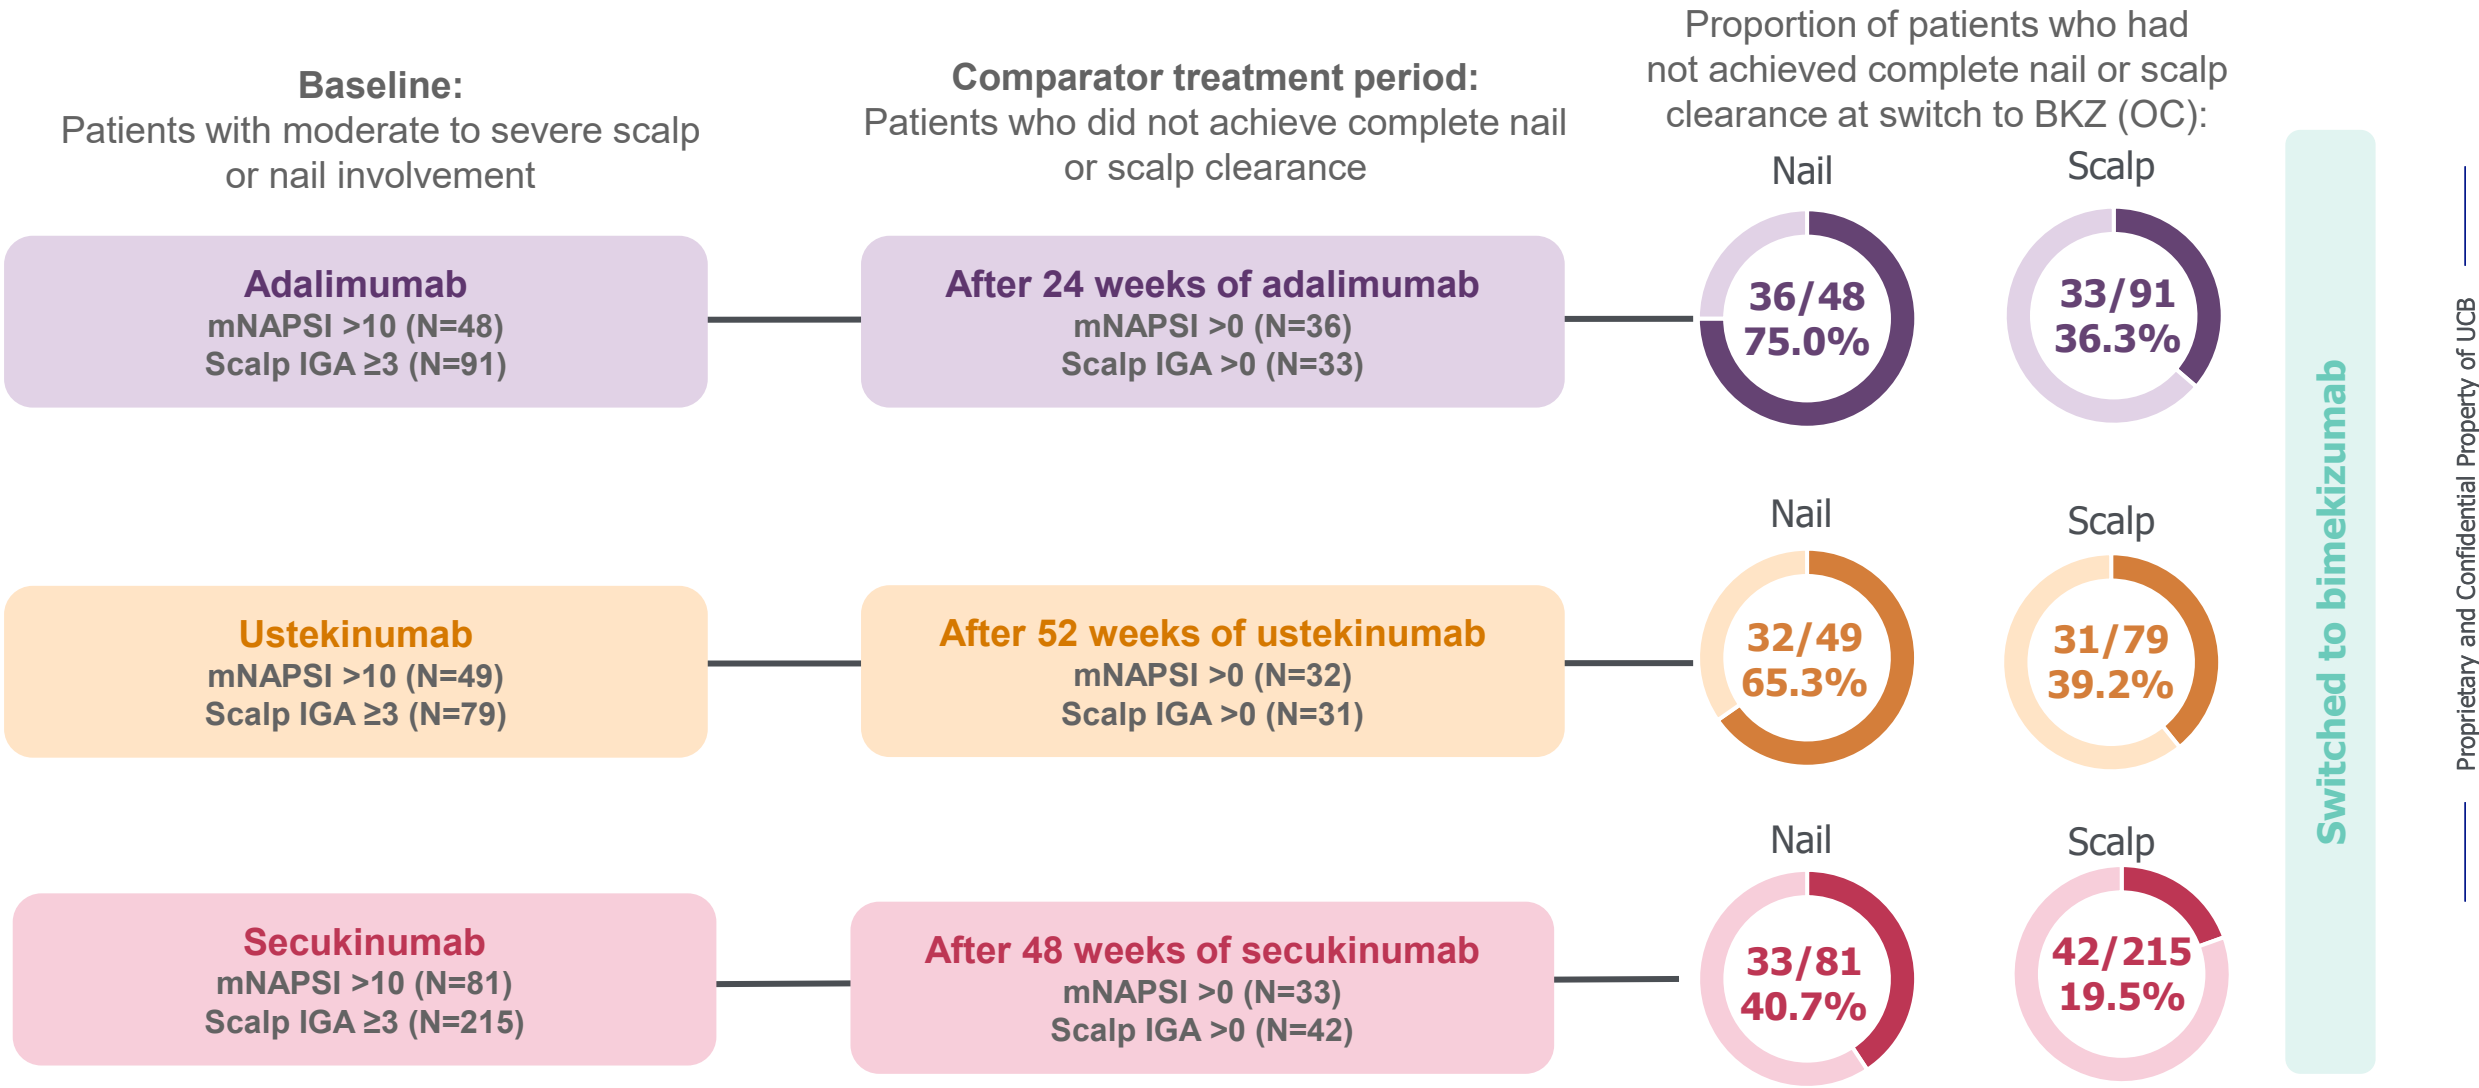 Baseline:
Patients with moderate to severe scalp
or nail involvement
Comparator treatment period:
Patients who did not achieve complete nail
or scalp clearance
Proportion of patients who had
not achieved complete nail or scalp
clearance at switch to BKZ (OC):
Adalimumab
mNAPSI >10 (N=48)
Scalp IGA ≥3 (N=91)
After 24 weeks of adalimumab
mNAPSI >0 (N=36)
Scalp IGA >0 (N=33)
Nail
36/48
75.0%
Scalp
33/91
36.3%
Ustekinumab
mNAPSI >10 (N=49)
Scalp IGA ≥3 (N=79)
After 52 weeks of ustekinumab
mNAPSI >0 (N=32)
Scalp IGA >0 (N=31)
Nail
32/49
65.3%
Scalp
31/79
39.2%
Secukinumab
mNAPSI >10 (N=81)
Scalp IGA ≥3 (N=215)
After 48 weeks of secukinumab
mNAPSI >0 (N=33)
Scalp IGA >0 (N=42)
Nail
33/81
40.7%
Scalp
42/215
19.5%
Switched to bimekizumab
Proprietary and Confidential Property of UCB